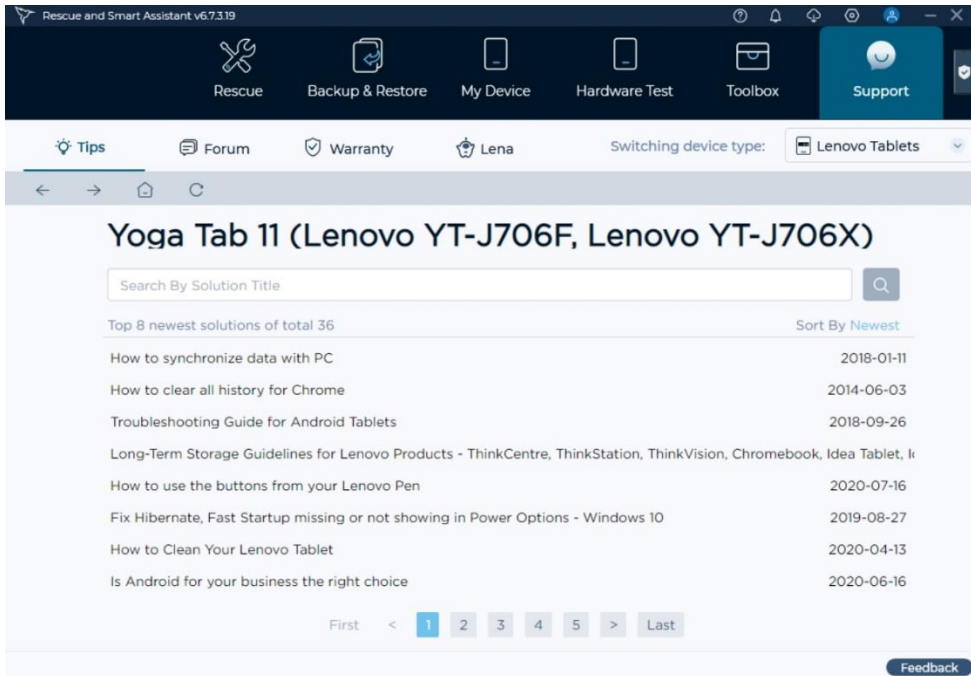 Rescue and Smart Assistant v6.7.3.19
Rescue Backup & Restore My Device Hardware Test Toolbox Support
Tips Forum Warranty Lena Switching device type: Lenovo Tablets
Yoga Tab 11 (Lenovo YT-J706F, Lenovo YT-J706X)
Search By Solution Title
Top 8 newest solutions of total 36 Sort By Newest
How to synchronize data with PC 2018-01-11
How to clear all history for Chrome 2014-06-03
Troubleshooting Guide for Android Tablets 2018-09-26
Long-Term Storage Guidelines for Lenovo Products - ThinkCentre, ThinkStation, ThinkVision, Chromebook, Idea Tablet,
How to use the buttons from your Lenovo Pen 2020-07-16
Fix Hibernate, Fast Startup missing or not showing in Power Options - Windows 10 2019-08-27
How to Clean Your Lenovo Tablet 2020-04-13
Is Android for your business the right choice 2020-06-16
First < 1 2 3 4 5 > Last
Feedback